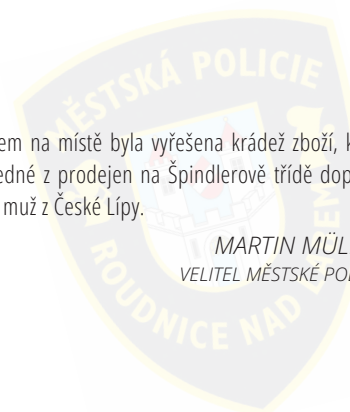 MĚSTSKÁ POLICIE
em na místě byla vyřešena krádež zboží, k
edné z prodejen na Špindlerově třídě dop
muž z České Lípy.
MARTIN MÜL
VELITEL MĚSTSKÉ PO
ROUDNICE NAD LABEM